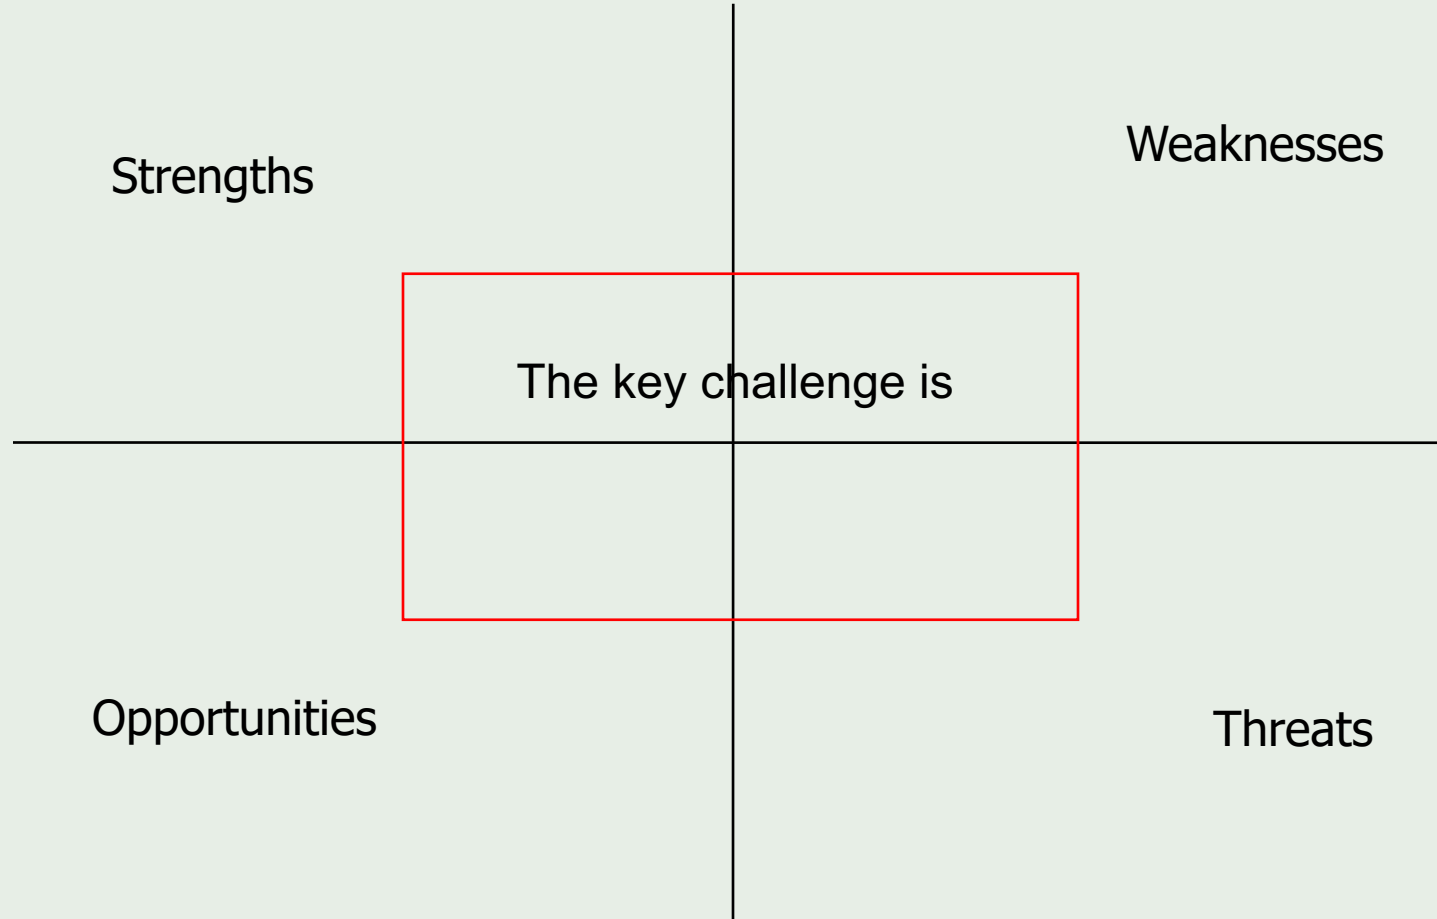 Strengths
Weaknesses
The key challenge is
Opportunities
Threats